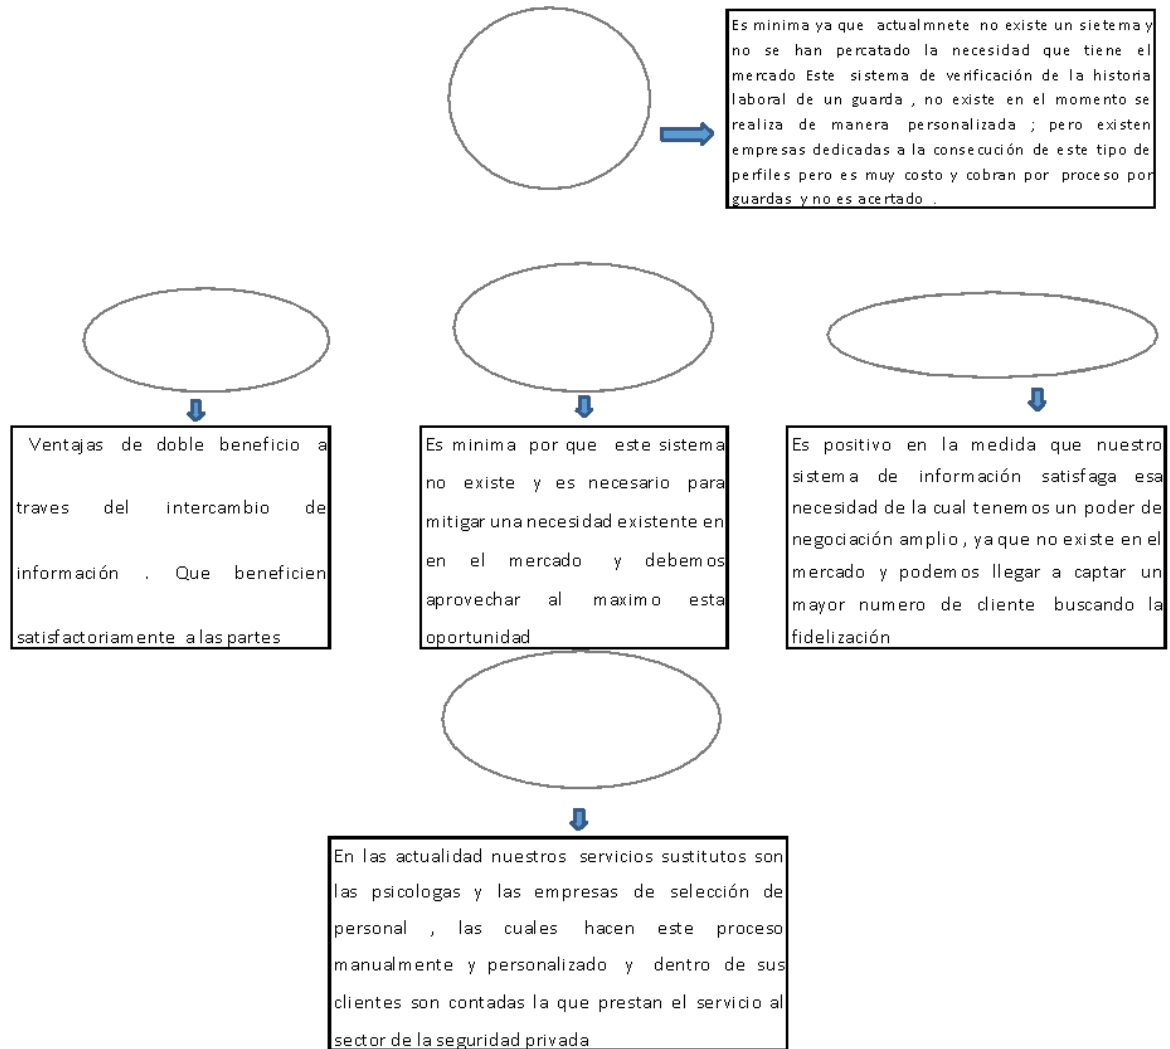 Es minima ya que actualmnete no existe un sietema y
no se han percatado la necesidad que tiene el
mercado Este sistema de verificación de la historia
laboral de un guarda , no existe en el momento se
realiza de manera personalizada ; pero existen
empresas dedicadas a la consecución de este tipo de
perfiles pero es muy costo y cobran por proceso por
guardas y no es acertado .
Ventajas de doble beneficio a
traves del intercambio de
información . Que beneficien
satisfactoriamente a las partes
Es minima por que este sistema
no existe y es necesario para
mitigar una necesidad existente en
en el mercado y debemos
aprovechar al maximo esta
oportunidad
Es positivo en la medida que nuestro
sistema de información satisfaga esa
necesidad de la cual tenemos un poder de
negociación amplio , ya que no existe en el
mercado y podemos llegar a captar un
mayor numero de cliente buscando la
fidelización
En las actualidad nuestros servicios sustitutos son
las psicologas y las empresas de selección de
personal , las cuales hacen este proceso
manualmente y personalizado y dentro de sus
clientes son contadas la que prestan el servicio al
sector de la seguridad privada